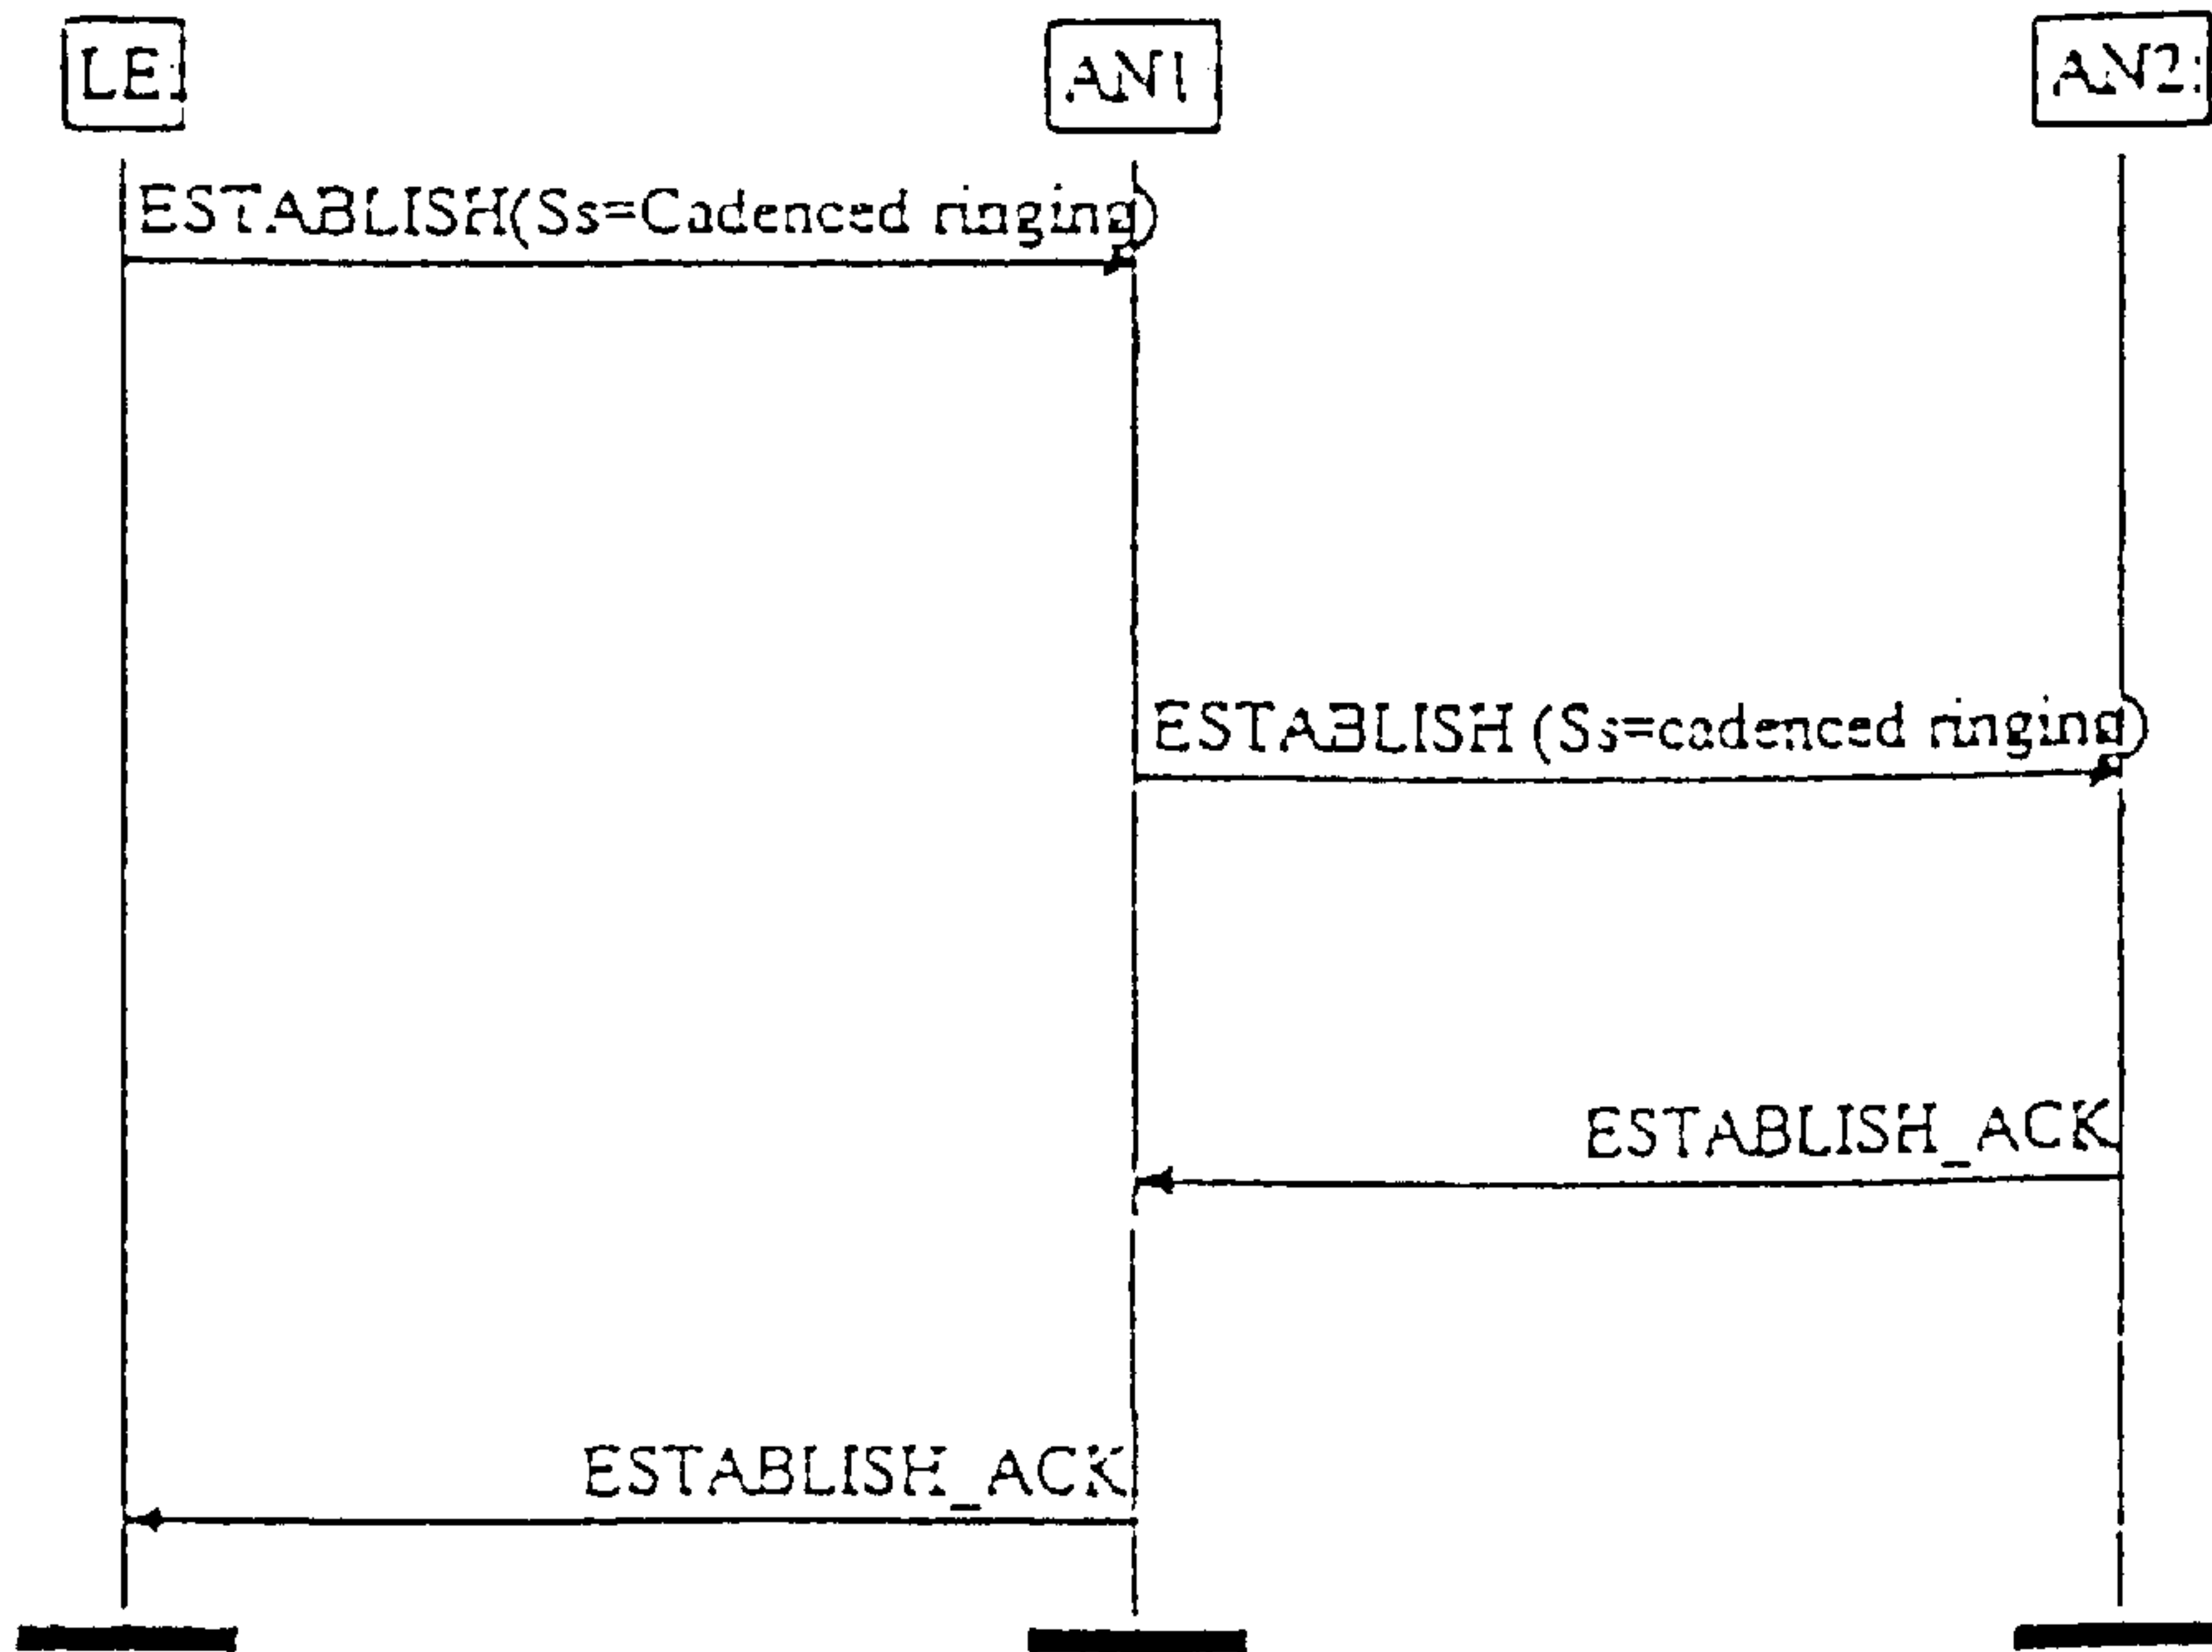 LE
AN1
AN2
ESTABLISH(Ss=Cadenced ringing)
ESTABLISH (Ss=cadenced ringing)
ESTABLISH_ACK
ESTABLISH_ACK